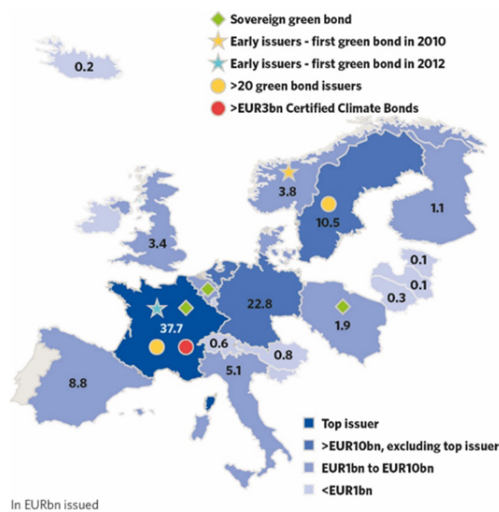 Sovereign green bond
Early issuers - first green bond in 2010
Early issuers - first green bond in 2012
>20 green bond issuers
>EUR3bn Certified Climate Bonds
0.2
3.8
10.5
1.1
3.4
0.1
0.1
0.3
22.8
1.9
37.7
0.6
0.8
5.1
8.8
Top issuer
>EUR10bn, excluding top issuer
EUR1bn to EUR10bn
<EUR1bn
In EURbn issued